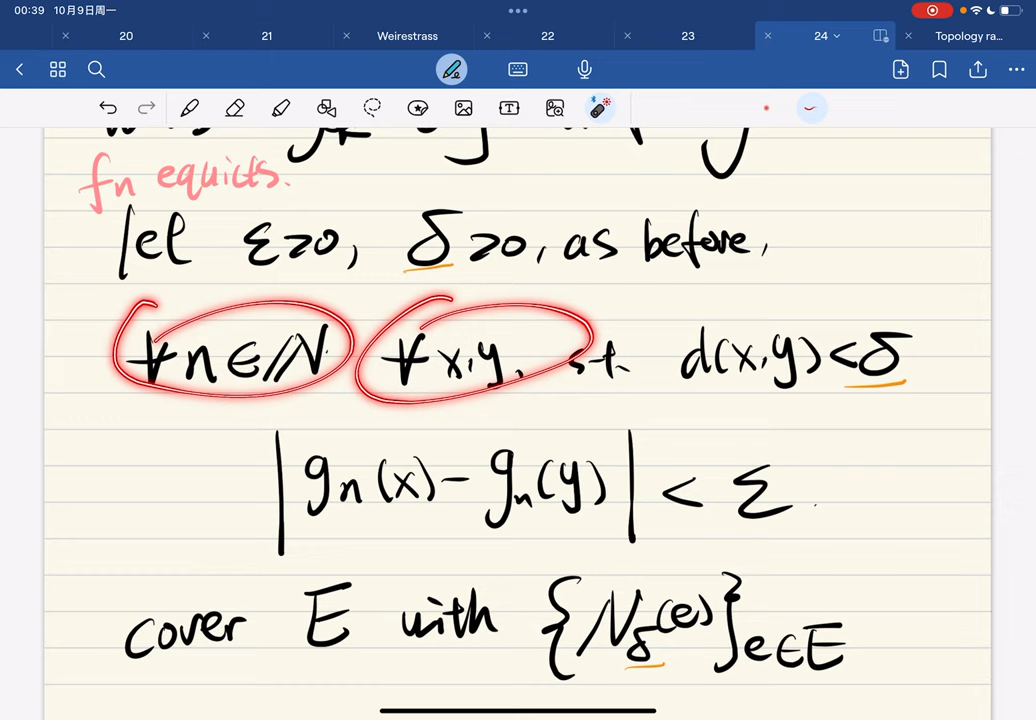 00:39 10月9日周一
20 21 Weirestrass 22 23 24 Topology ra...
fn equicts.
let ε>0, δ>0, as before,
∀n∈ℕ. ∀x,y, st. d(x,y)<δ
|gn(x)-gn(y)| < ε.
cover E with {Nδ(e)}e∈E